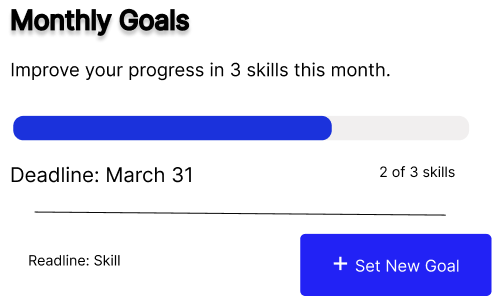 Monthly Goals
Improve your progress in 3 skills this month.
Deadline: March 31
2 of 3 skills
Readline: Skill
+ Set New Goal